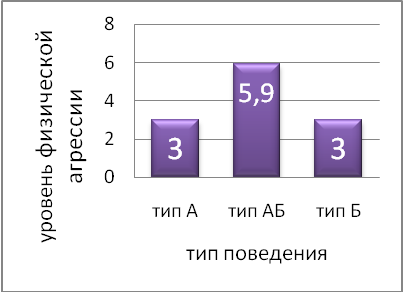 уровень физической
агрессии
8
6
4
2
0
3
5,9
3
тип А
тип АБ
тип Б
тип поведения